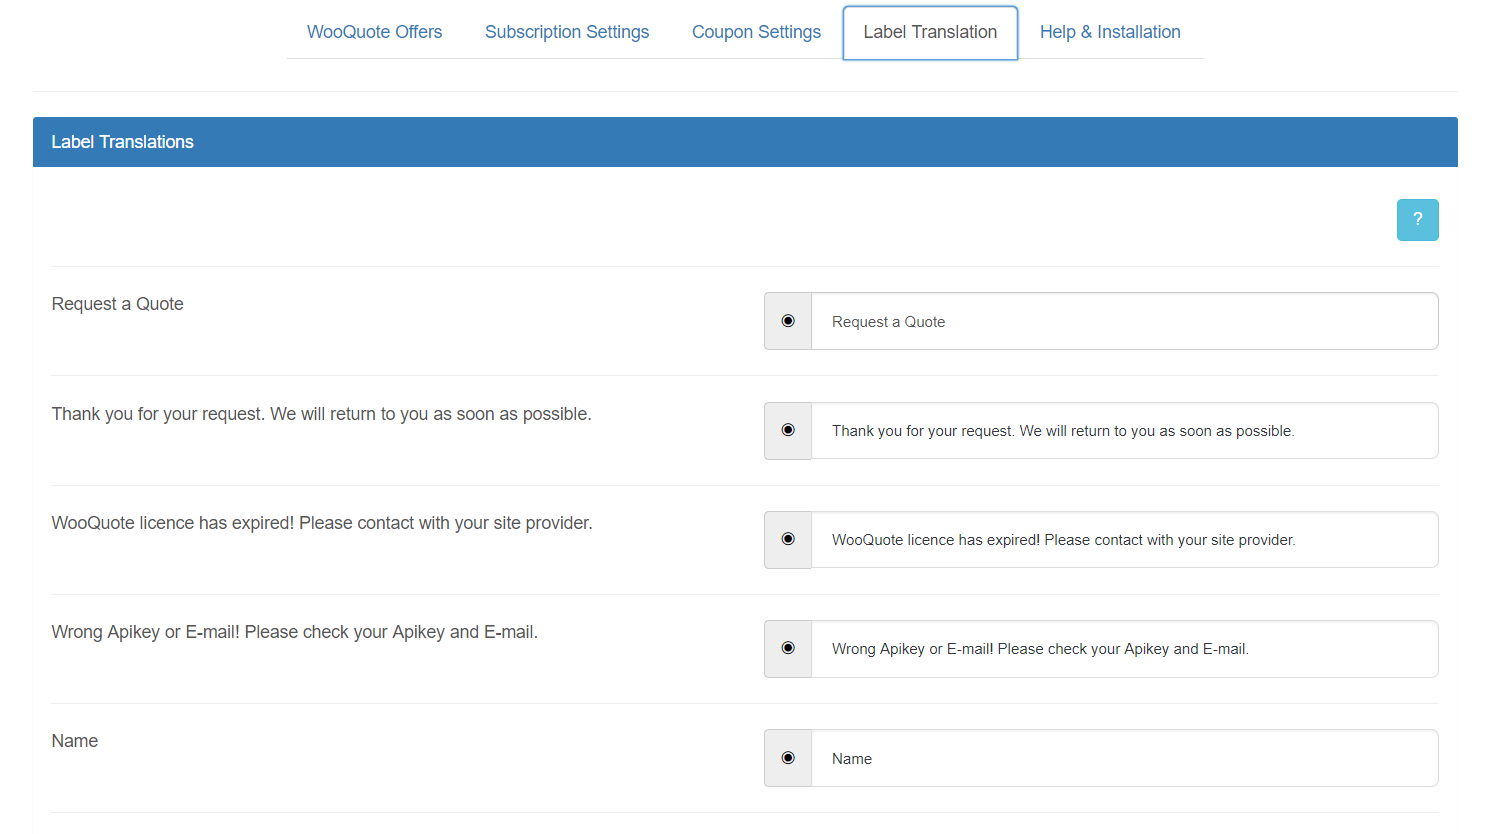 WooQuote Offers Subscription Settings Coupon Settings Label Translation Help & Installation
Label Translations
?
Request a Quote
Request a Quote
Thank you for your request. We will return to you as soon as possible.
Thank you for your request. We will return to you as soon as possible.
WooQuote licence has expired! Please contact with your site provider.
WooQuote licence has expired! Please contact with your site provider.
Wrong Apikey or E-mail! Please check your Apikey and E-mail.
Wrong Apikey or E-mail! Please check your Apikey and E-mail.
Name
Name